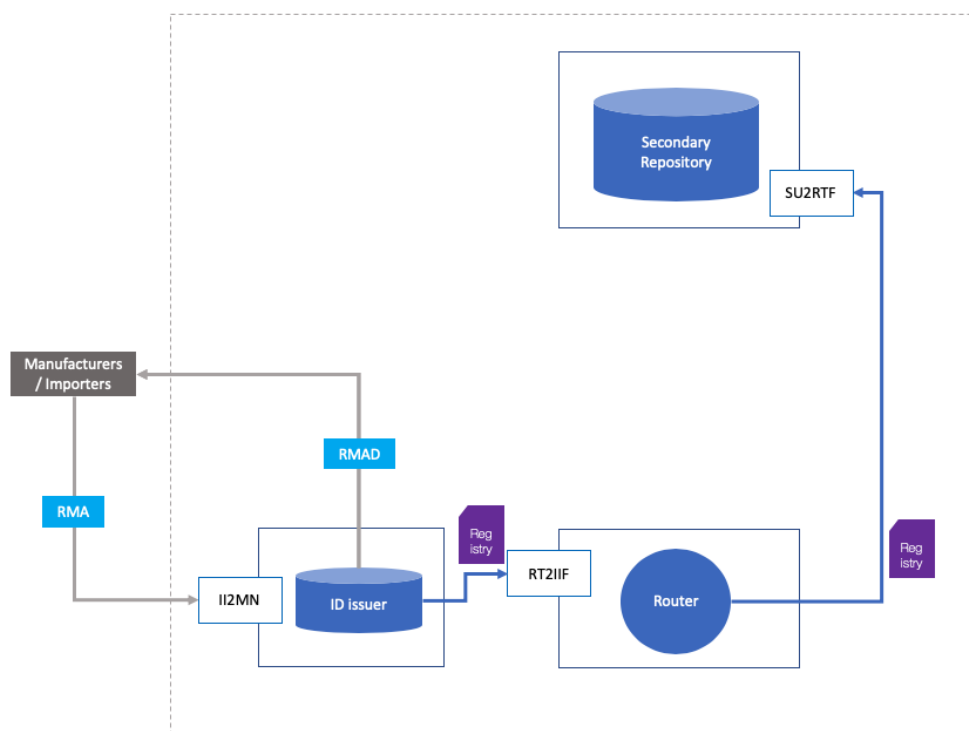 Secondary
Repository
SU2RTF
Manufacturers
/ Importers
RMAD
RMA
Reg
istry
Reg
istry
RT2IIF
II2MN
ID issuer
Router